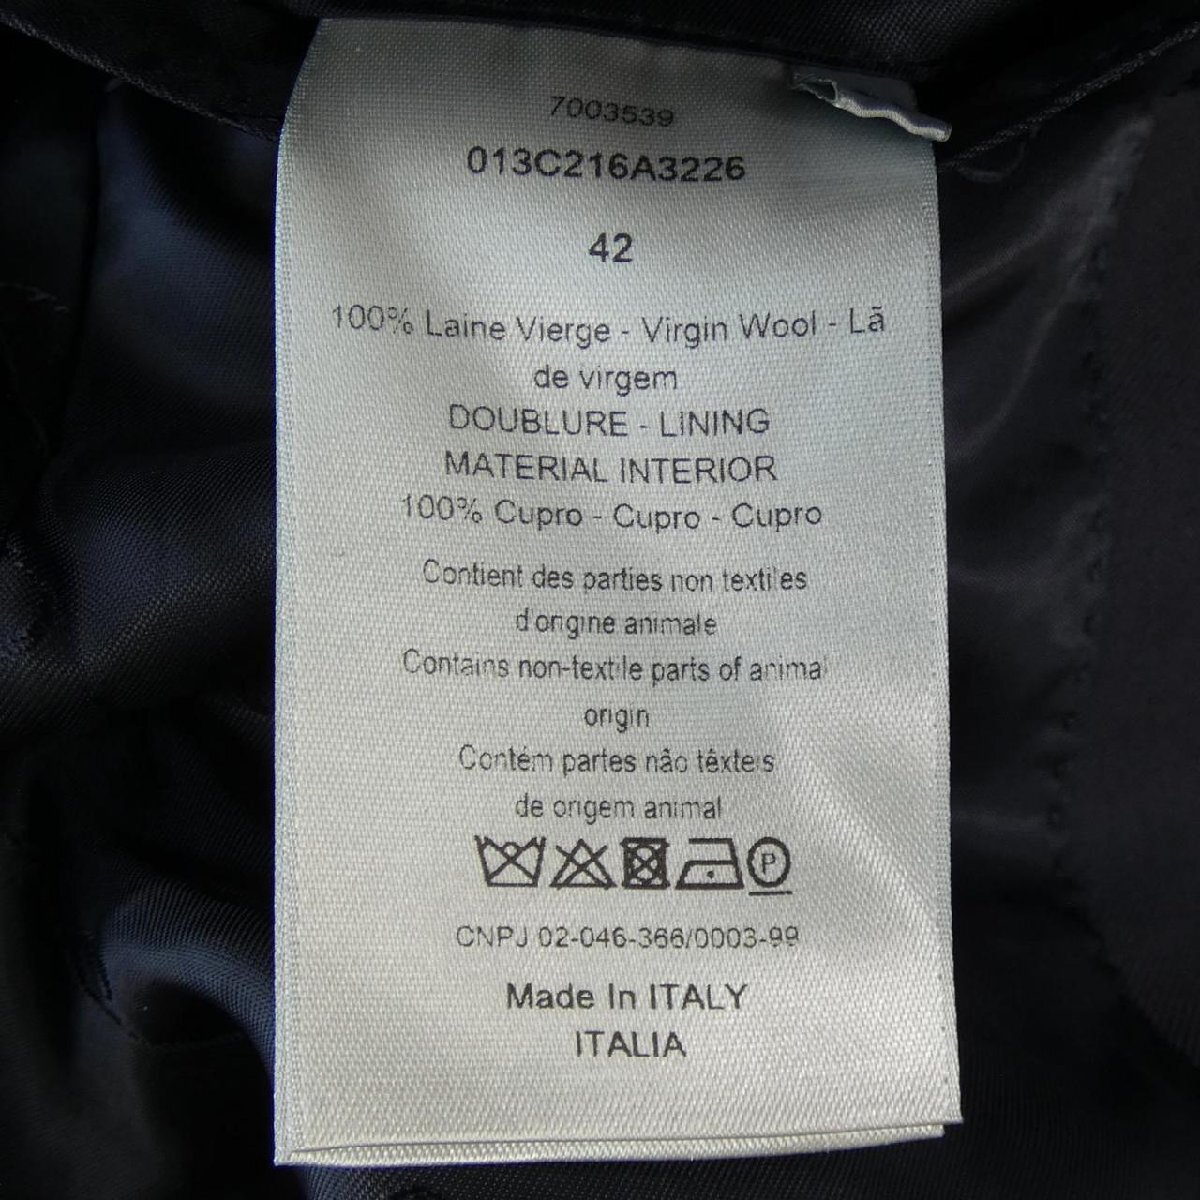 7003539
013C216A3226
42
100% Laine Vierge - Virgin Wool - Lã
de virgem
DOUBLURE - LINING
MATERIAL INTERIOR
100% Cupro - Cupro - Cupro
Contient des parties non textiles
d'origine animale
Contains non-textile parts of animal
origin
Contém partes não têxteis
de origem animal
P
CNPJ 02-046-366/0003-99
Made In ITALY
ITALIA